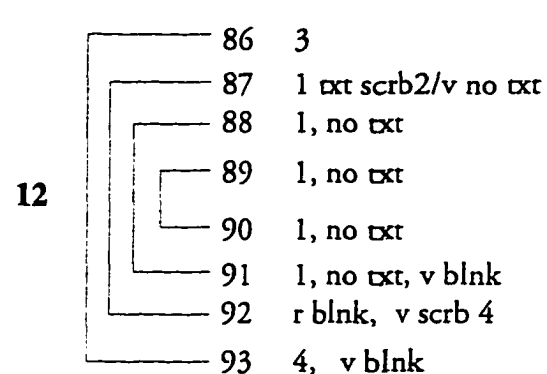 86 3
87 1 txt scrb2/v no txt
88 1, no txt
89 1, no txt
12
90 1, no txt
91 1, no txt, v blnk
92 r blnk, v scrb 4
93 4, v blnk